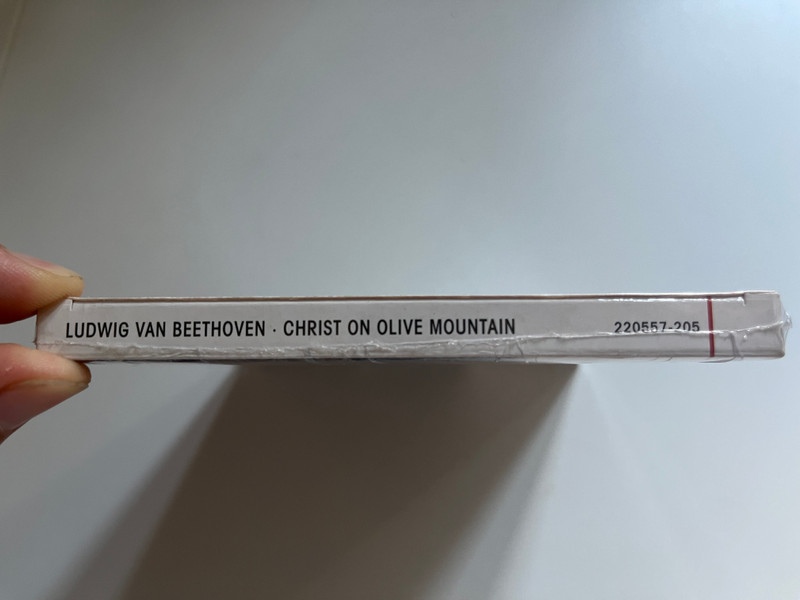 LUDWIG VAN BEETHOVEN · CHRIST ON OLIVE MOUNTAIN 220557-205